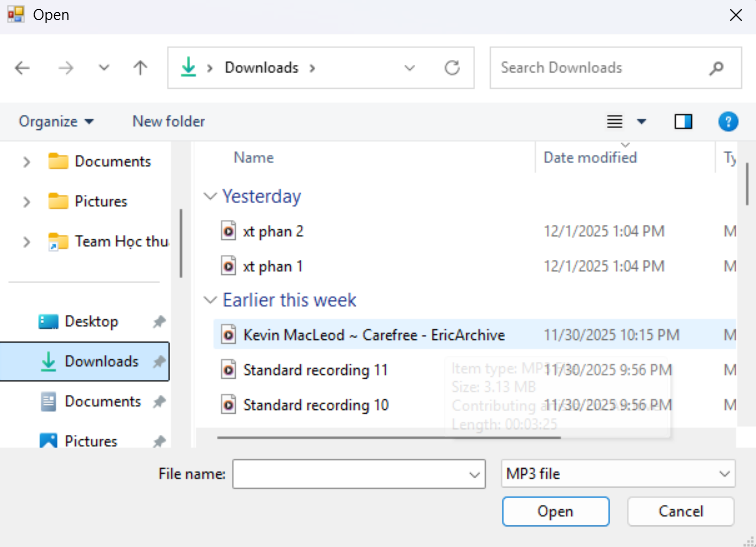 Open
Downloads
Search Downloads
Organize
New folder
?
Documents
Pictures
Team Học thu
Desktop
Downloads
Documents
Pictures
Name
Date modified
Ty
Yesterday
xt phan 2
12/1/2025 1:04 PM
M
xt phan 1
12/1/2025 1:04 PM
M
Earlier this week
Kevin MacLeod ~ Carefree - EricArchive
11/30/2025 10:15 PM
M
Standard recording 11
11/30/2025 9:56 PM
M
Standard recording 10
11/30/2025 9:56 PM
M
Item type: MP
Size: 3.13 MB
Contributing
Length: 00:03:25
File name:
MP3 file
Open
Cancel